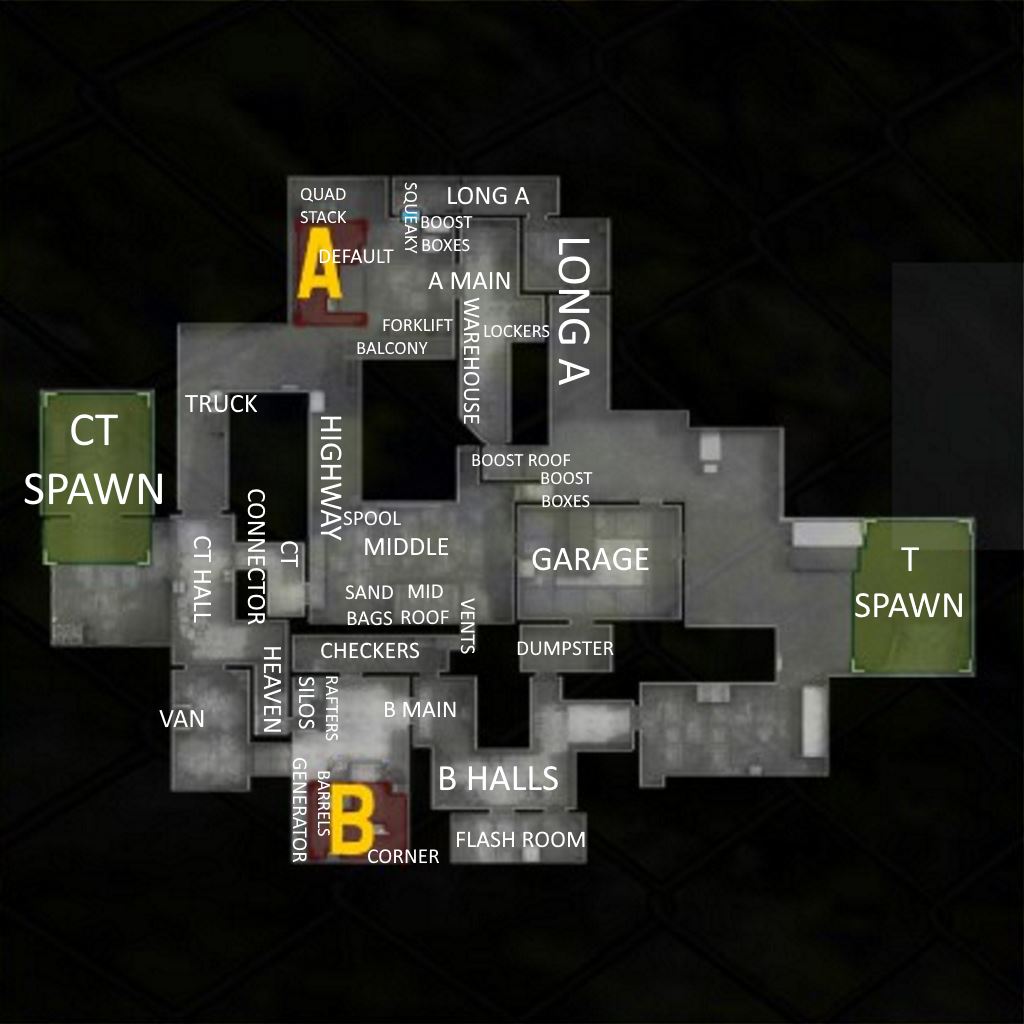 QUAD
STACK
SQUEAKY
LONG A
BOOST
BOXES
A
DEFAULT
A MAIN
LONG A
FORKLIFT
BALCONY
WAREHOUSE
LOCKERS
TRUCK
CT
SPAWN
HIGHWAY
BOOST ROOF
BOOST
BOXES
CONNECTOR
SPOOL
CT HALL
CT
MIDDLE
GARAGE
T
SPAWN
SAND
BAGS
MID
ROOF
VENTS
CHECKERS
DUMPSTER
HEAVEN
SILOS
RAFTERS
B MAIN
VAN
GENERATOR
BARRELS
B
B HALLS
CORNER
FLASH ROOM